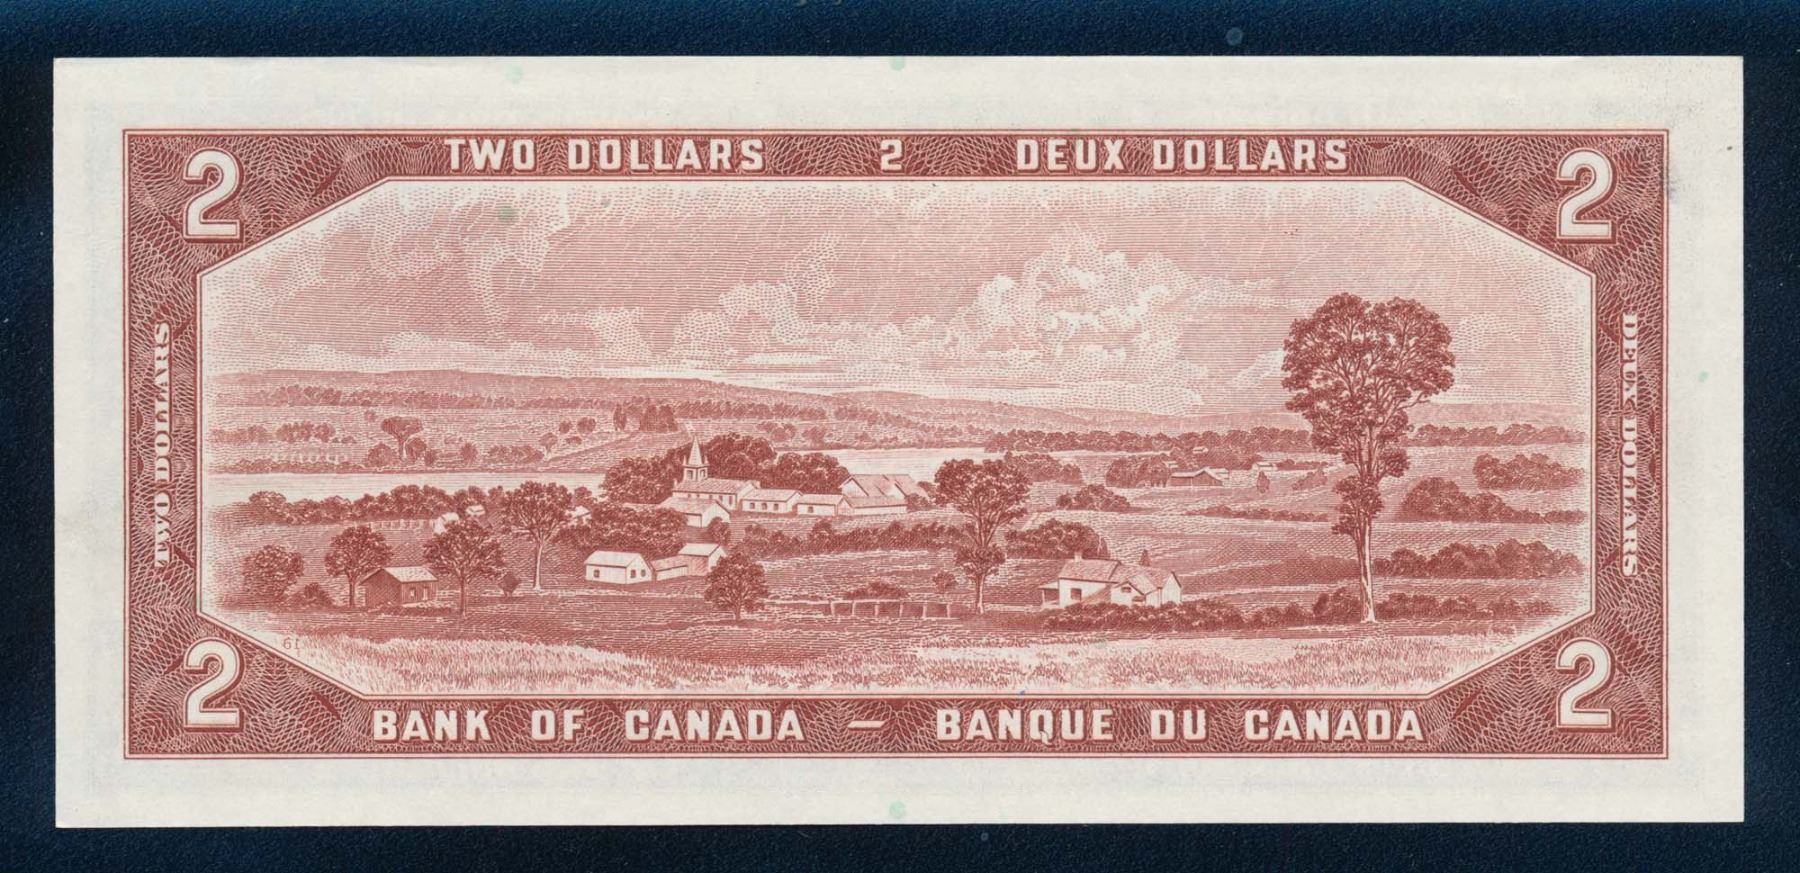 TWO DOLLARS 2 DEUX DOLLARS
2 2
TWO DOLLARS
DEUX DOLLARS
2 2
BANK OF CANADA – BANQUE DU CANADA